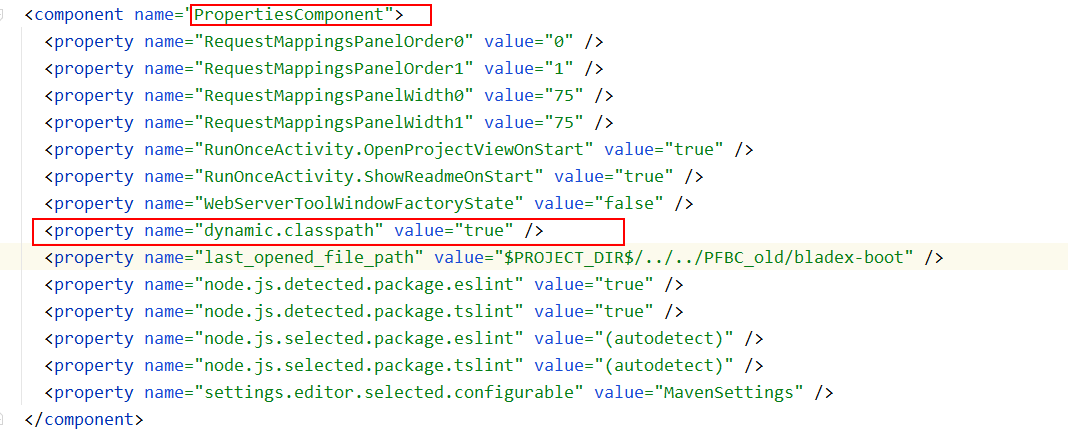 <component name="PropertiesComponent">
<property name="RequestMappingsPanelOrder0" value="0" />
<property name="RequestMappingsPanelOrder1" value="1" />
<property name="RequestMappingsPanelWidth0" value="75" />
<property name="RequestMappingsPanelWidth1" value="75" />
<property name="RunOnceActivity.OpenProjectViewOnStart" value="true" />
<property name="RunOnceActivity.ShowReadmeOnStart" value="true" />
<property name="WebServerToolWindowFactoryState" value="false" />
<property name="dynamic.classpath" value="true" />
<property name="last_opened_file_path" value="$PROJECT_DIR$/../../PFBC_old/bladex-boot" />
<property name="node.js.detected.package.eslint" value="true" />
<property name="node.js.detected.package.tslint" value="true" />
<property name="node.js.selected.package.eslint" value="(autodetect)" />
<property name="node.js.selected.package.tslint" value="(autodetect)" />
<property name="settings.editor.selected.configurable" value="MavenSettings" />
</component>